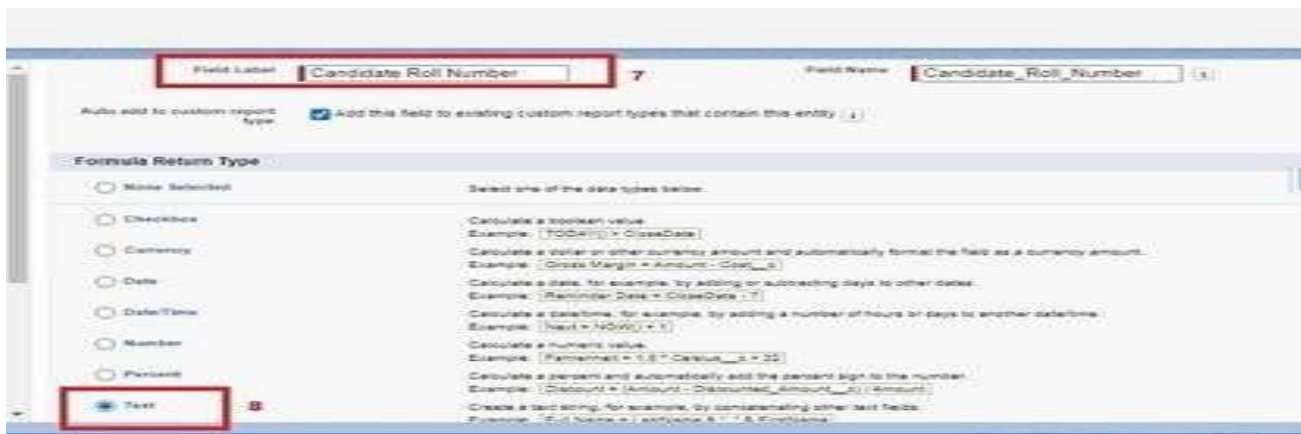 Field Label Candidate Roll Number 7 Field Name Candidate_Roll_Number i
Auto add to custom report type Add this field to existing custom report types that contain this entity i
Formula Return Type
None Selected Select one of the data types below.
Checkbox Calculate a boolean value.
Example: TODAY() > CloseDate
Currency Calculate a dollar or other currency amount and automatically format the field as a currency amount.
Example: Gross Margin = Amount - Cost__c
Date Calculate a date, for example, by adding or subtracting days to other dates.
Example: Reminder Date = CloseDate - 7
Date/Time Calculate a date/time, for example, by adding a number of hours or days to another date/time.
Example: Next = NOW() + 1
Number Calculate a numeric value.
Example: Fahrenheit = 1.8 * Celsius__c + 32
Percent Calculate a percent and automatically add the percent sign to the number.
Example: Discount = (Amount - Discounted_Amount__c) / Amount
Text 8 Create a text string, for example, by concatenating other text fields.
Example: Full Name = LastName & ", " & FirstName